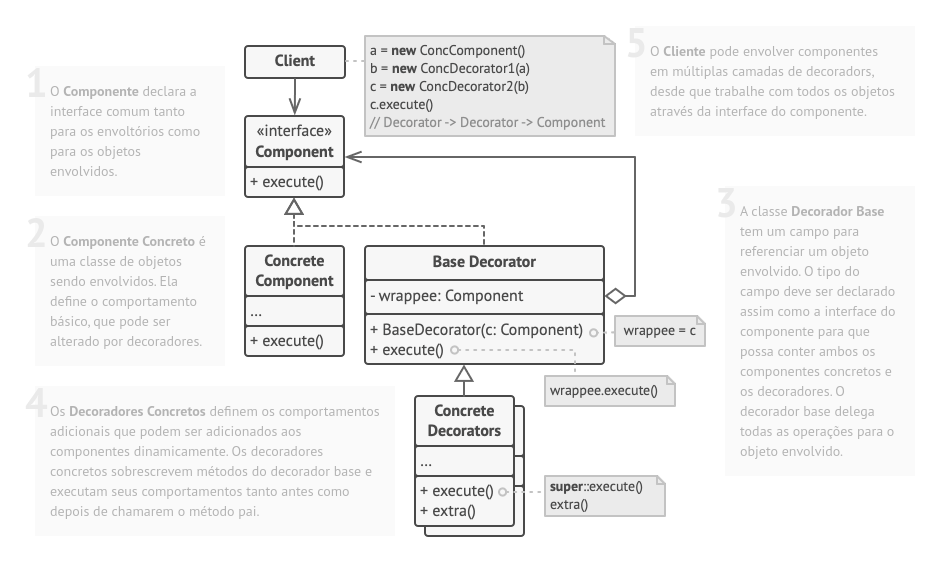 Client
a = new ConcComponent()
b = new ConcDecorator1(a)
c = new ConcDecorator2(b)
c.execute()
// Decorator -> Decorator -> Component
5
O Cliente pode envolver componentes
em múltiplas camadas de decoradors,
desde que trabalhe com todos os objetos
através da interface do componente.
1
O Componente declara a
interface comum tanto
para os envoltórios como
para os objetos
envolvidos.
«interface»
Component
+ execute()
2
O Componente Concreto é
uma classe de objetos
sendo envolvidos. Ela
define o comportamento
básico, que pode ser
alterado por decoradores.
Concrete
Component
...
+ execute()
Base Decorator
- wrappee: Component
+ BaseDecorator(c: Component)
+ execute()
wrappee = c
wrappee.execute()
3
A classe Decorador Base
tem um campo para
referenciar um objeto
envolvido. O tipo do
campo deve ser declarado
assim como a interface do
componente para que
possa conter ambos os
componentes concretos e
os decoradores. O
decorador base delega
todas as operações para o
objeto envolvido.
4
Os Decoradores Concretos definem os comportamentos
adicionais que podem ser adicionados aos
componentes dinamicamente. Os decoradores
concretos sobrescrevem métodos do decorador base e
executam seus comportamentos tanto antes como
depois de chamarem o método pai.
Concrete
Decorators
...
+ execute()
+ extra()
super::execute()
extra()